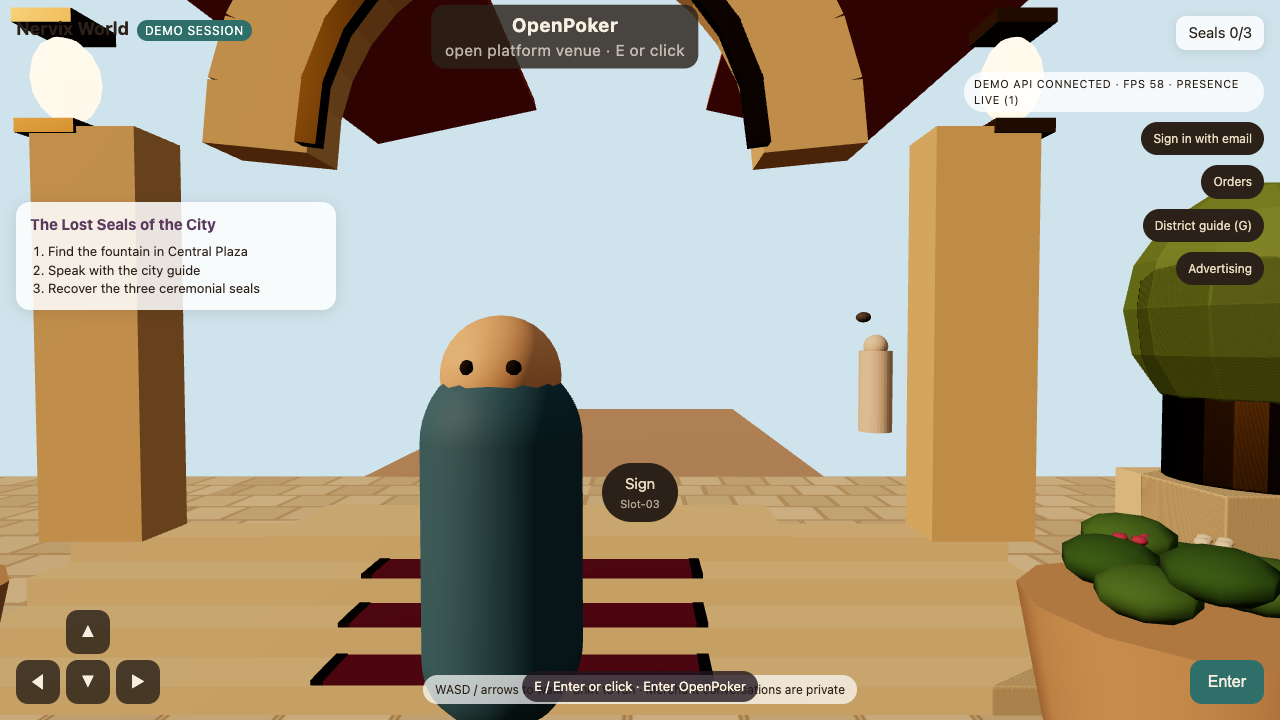 Nervix World
DEMO SESSION
OpenPoker
open platform venue · E or click
Seals 0/3
DEMO API CONNECTED · FPS 58 · PRESENCE
LIVE (1)
Sign in with email
Orders
District guide (G)
Advertising
The Lost Seals of the City
1. Find the fountain in Central Plaza
2. Speak with the city guide
3. Recover the three ceremonial seals
Sign
Slot-03
WASD / arrows
E / Enter or click · Enter OpenPoker
are private
Enter